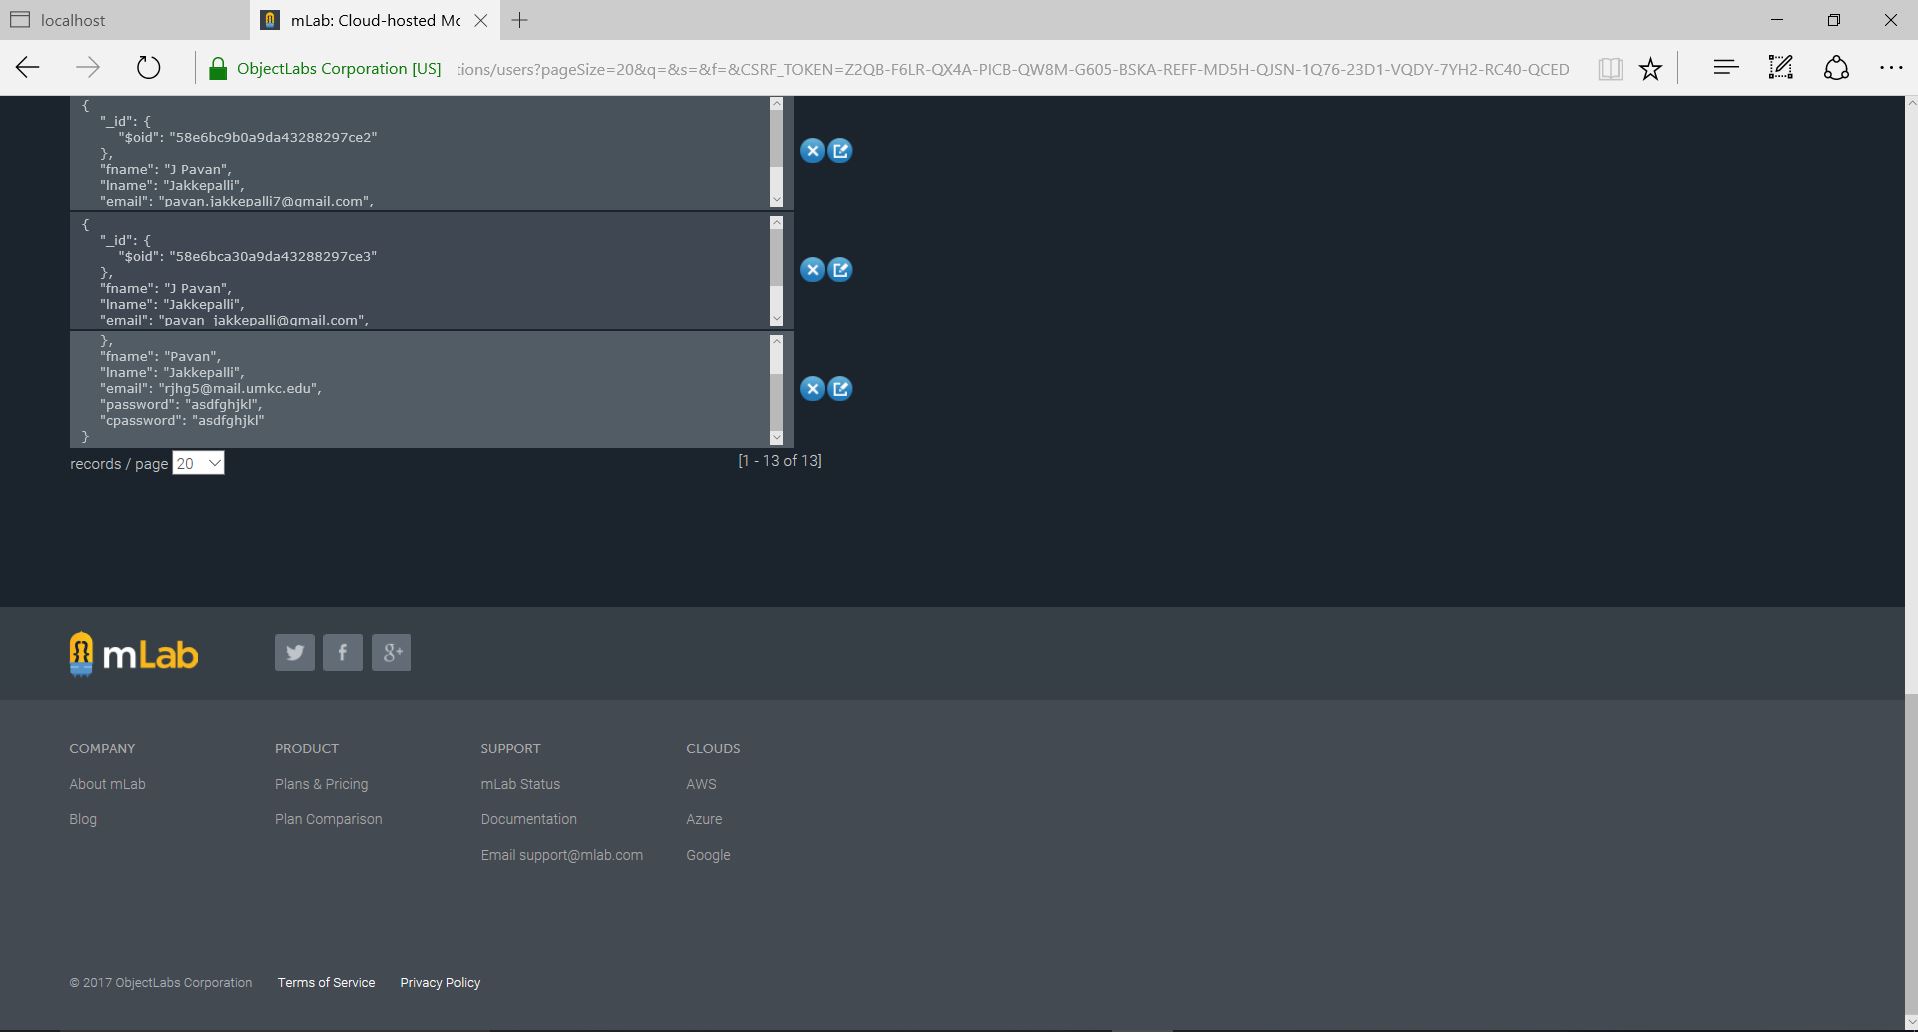 localhost
mLab: Cloud-hosted Mc
ObjectLabs Corporation [US] tions/users?pageSize=20&q=&s=&f=&CSRF_TOKEN=Z2QB-F6LR-QX4A-PICB-QW8M-G605-BSKA-REFF-MD5H-QJSN-1Q76-23D1-VQDY-7YH2-RC40-QCED
{
"_id": {
"$oid": "58e6bc9b0a9da43288297ce2"
},
"fname": "J Pavan",
"lname": "Jakkepalli",
"email": "pavan.jakkepalli7@gmail.com",
{
"_id": {
"$oid": "58e6bca30a9da43288297ce3"
},
"fname": "J Pavan",
"lname": "Jakkepalli",
"email": "pavan_jakkepalli@gmail.com",
},
"fname": "Pavan",
"lname": "Jakkepalli",
"email": "rjhg5@mail.umkc.edu",
"password": "asdfghjkl",
"cpassword": "asdfghjkl"
}
records / page 20 [1 - 13 of 13]
mLab
COMPANY PRODUCT SUPPORT CLOUDS
About mLab Plans & Pricing mLab Status AWS
Blog Plan Comparison Documentation Azure
Email support@mlab.com Google
© 2017 ObjectLabs Corporation Terms of Service Privacy Policy